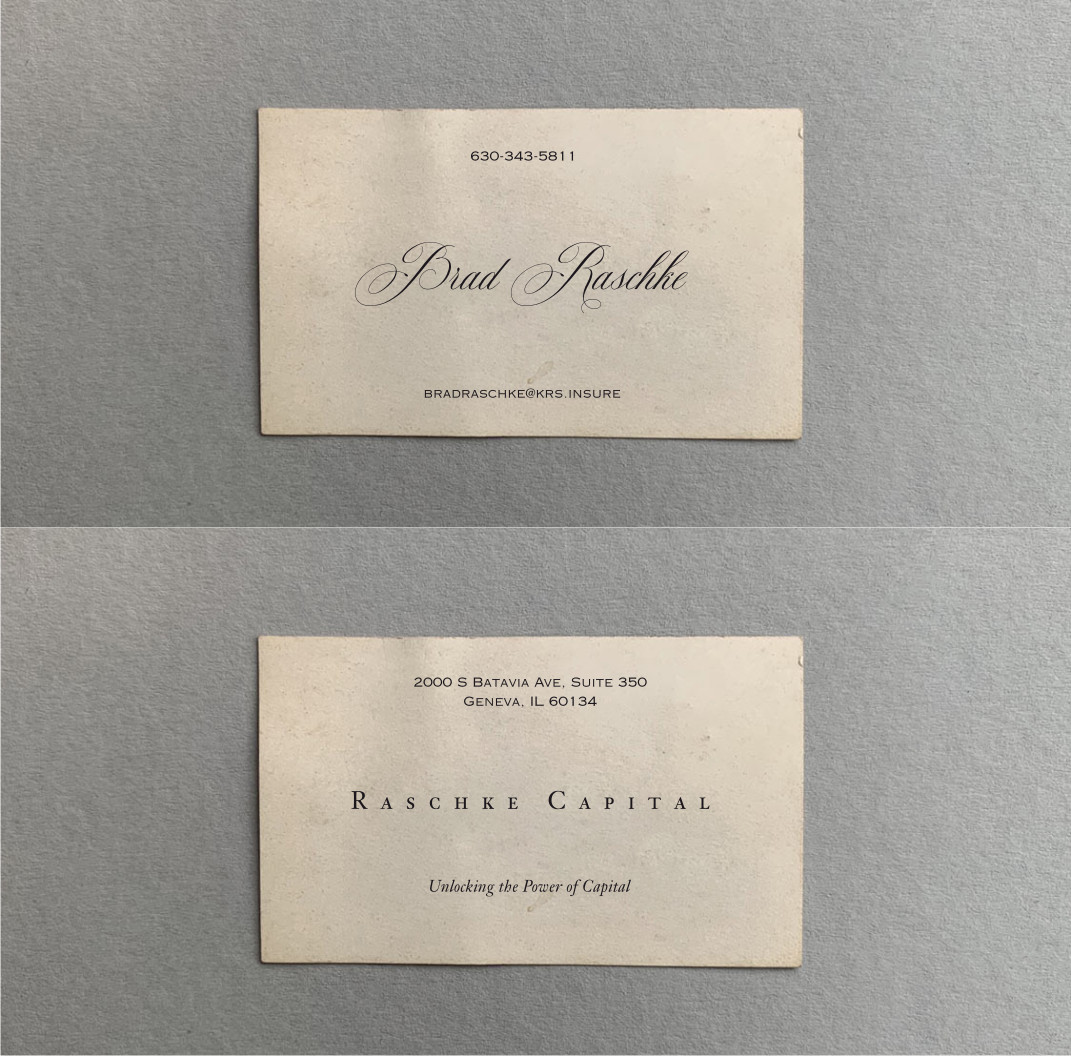 630-343-5811
Brad Raschke
BRADRASCHKE@KRS.INSURE
2000 S Batavia Ave, Suite 350
Geneva, IL 60134
Raschke Capital
Unlocking the Power of Capital